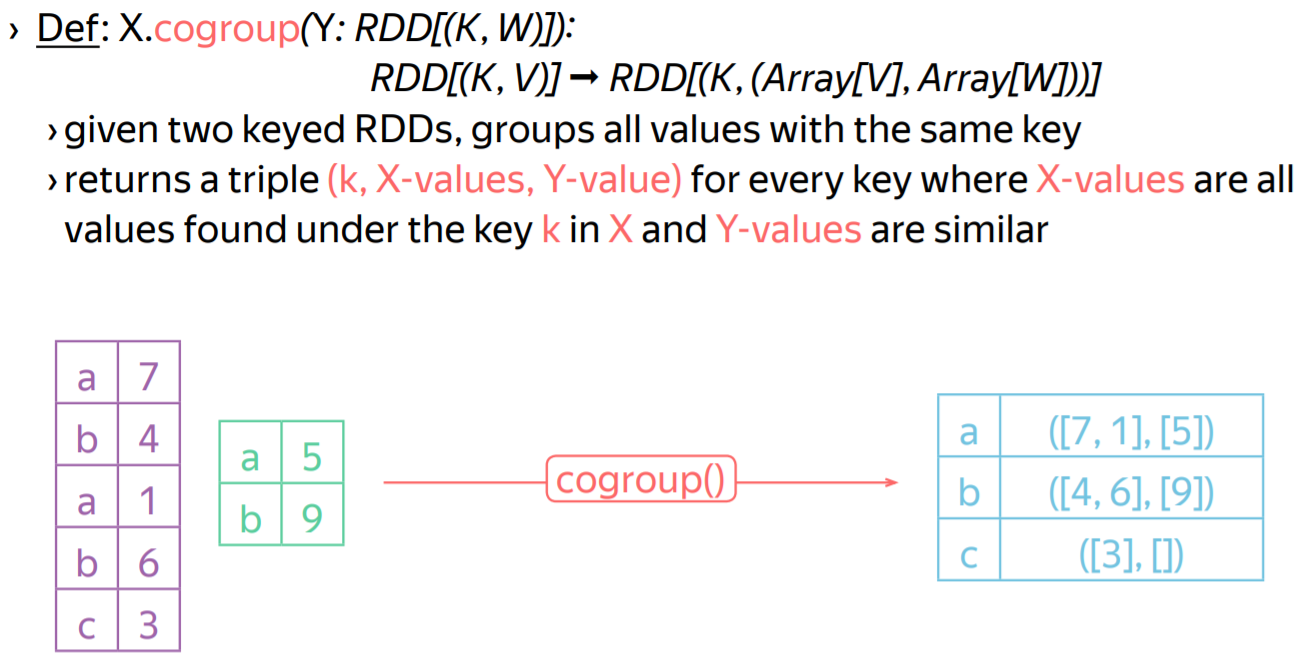 › Def: X.cogroup(Y: RDD[(K, W)]):
RDD[(K, V)] ➞ RDD[(K, (Array[V], Array[W]))]
› given two keyed RDDs, groups all values with the same key
› returns a triple (k, X-values, Y-value) for every key where X-values are all
values found under the key k in X and Y-values are similar
a 7
b 4
a 1
b 6
c 3
a 5
b 9
cogroup()
a ([7, 1], [5])
b ([4, 6], [9])
c ([3], [])